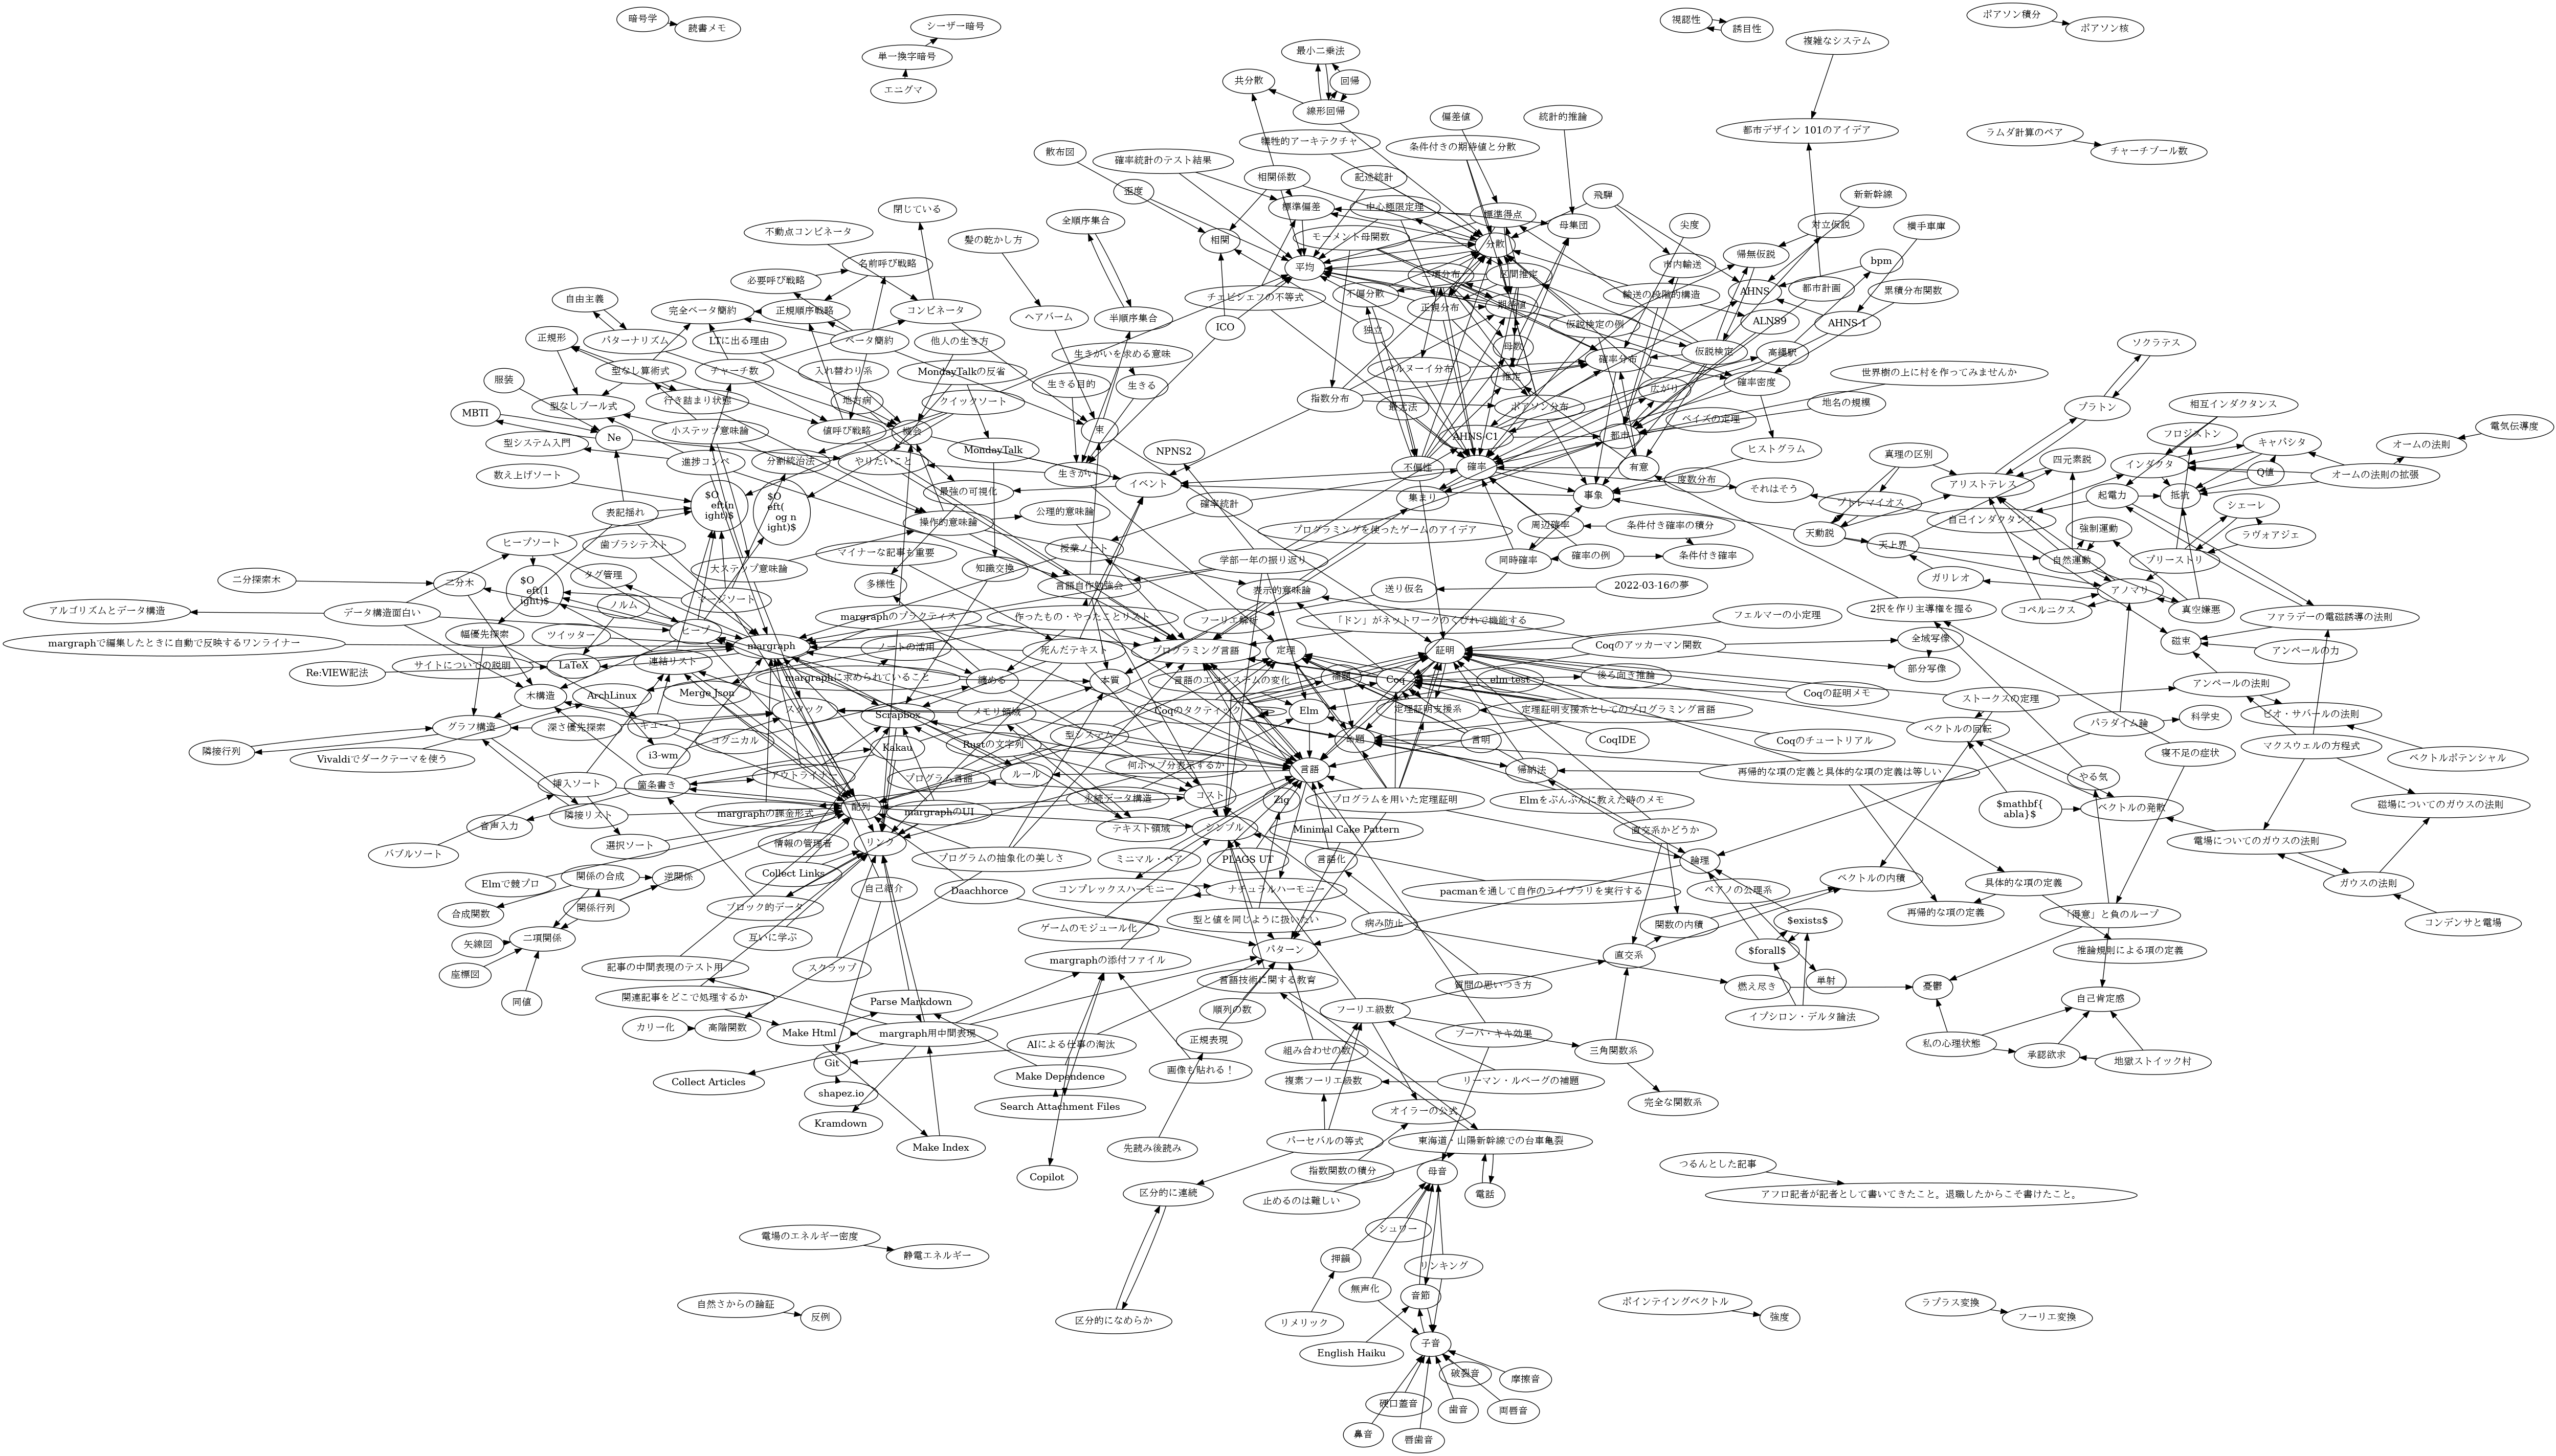 暗号学
読書メモ
シーザー暗号
単一換字暗号
エニグマ
視認性
誘目性
ポアソン積分
ポアソン核
複雑なシステム
都市デザイン 101のアイデア
ラムダ計算のペア
チャーチブール数
最小二乗法
回帰
共分散
線形回帰
偏差値
統計的推論
犠牲的アーキテクチャ
条件付きの期待値と分散
散布図
確率統計のテスト結果
相関係数
記述統計
歪度
飛騨
新新幹線
標準偏差
中心極限定理
標準得点
母集団
尖度
対立仮説
横手車庫
閉じている
全順序集合
不動点コンビネータ
髪の乾かし方
相関
モーメント母関数
分散
帰無仮説
bpm
名前呼び戦略
必要呼び戦略
平均
二項分布
区間推定
市内輸送
AHNS
都市計画
累積分布関数
自由主義
完全ベータ簡約
正規順序戦略
コンビネータ
ヘアバーム
半順序集合
チェビシェフの不等式
不偏分散
正規分布
期待値
輸送の段階的構造
ALNS9
AHNS-1
正規形
パターナリズム
LTに出る理由
ベータ簡約
他人の生き方
ICO
独立
仮説検定の例
母数
確率分布
仮説検定
高縄駅
ソクラテス
生きがいを求める意味
型なし算術式
チャーチ数
入れ替わり系
MondayTalkの反省
ベルヌーイ分布
推定
広がり
確率密度
世界樹の上に村を作ってみませんか
服装
生きる目的
生きる
MBTI
型なしブール式
行き詰まり状態
地方病
クイックソート
指数分布
最尤法
ポアソン分布
ベイズの定理
地名の規模
プラトン
相互インダクタンス
型システム入門
Ne
小ステップ意味論
値呼び戦略
機会
束
AHNS-C1
都市
ヒストグラム
フロジストン
キャパシタ
電気伝導度
オームの法則
数え上げソート
進捗コンペ
分割統治法
やりたいこと
MondayTalk
生きがい
NPNS2
イベント
不偏性
確率
有意
度数分布
それはそう
真理の区別
四元素説
インダクタ
Q値
オームの法則の拡張
アリストテレス
表記揺れ
最強の可視化
確率統計
集まり
事象
プトレマイオス
起電力
抵抗
シェーレ
操作的意味論
公理的意味論
プログラミングを使ったゲームのアイデア
周辺確率
条件付き確率の積分
天動説
自己インダクタンス
強制運動
ラヴォアジエ
ヒープソート
歯ブラシテスト
マイナーな記事も重要
授業ノート
学部一年の振り返り
同時確率
確率の例
条件付き確率
天上界
自然運動
プリーストリ
二分探索木
二分木
タグ管理
大ステップ意味論
知識交換
言語自作勉強会
表示的意味論
送り仮名
2022-03-16の夢
ガリレオ
アノマリ
真空嫌悪
アルゴリズムとデータ構造
データ構造面白い
ノルム
マージソート
多様性
コペルニクス
margraphのプラクティス
作ったもの・やったことリスト
フーリエ解析
「ドン」がネットワークのくびれで機能する
フェルマーの小定理
2択を作り主導権を握る
ファラデーの電磁誘導の法則
margraphで編集したときに自動で反映するワンライナー
幅優先探索
ツイッター
ヒープ
margraph
ノートの活用
死んだテキスト
プログラミング言語
定理
証明
Coqのアッカーマン関数
全域写像
部分写像
磁束
アンペールの力
Re:VIEW記法
サイトについての説明
LaTeX
連結リスト
margraphに求められていること
纏める
本質
言語のエコシステムの変化
補題
Coq
elm-test
後ろ向き推論
Coqの証明メモ
ストークスの定理
アンペールの法則
木構造
ArchLinux
Merge Json
スタック
Scrapbox
メモリ領域
Coqのタクティック
Elm
定理証明支援系
定理証明支援系としてのプログラミング言語
パラダイム論
科学史
ビオ・サバールの法則
グラフ構造
深さ優先探索
キュー
コグニカル
Rustの文字列
型システム
命題
言明
CoqIDE
Coqのチュートリアル
ベクトルの回転
マクスウェルの方程式
隣接行列
Vivaldiでダークテーマを使う
i3-wm
Kakau
何ホップ分表示するか
言語
帰納法
再帰的な項の定義と具体的な項の定義は等しい
寝不足の症状
ベクトルポテンシャル
挿入ソート
箇条書き
アウトライナー
プログラム言語
ルール
コスト
Zig
プログラムを用いた定理証明
Elmをぶんぶんに教えた時のメモ
やる気
$mathbf{
abla}$
ベクトルの発散
磁場についてのガウスの法則
音声入力
隣接リスト
margraphの課金形式
配列
margraphのUI
永続データ構造
テキスト領域
シンプル
Minimal Cake Pattern
直交系かどうか
電場についてのガウスの法則
バブルソート
選択ソート
情報の管理者
リンク
プログラムの抽象化の美しさ
ミニマル・ペア
PLAGS UT
言語化
論理
Elmで競プロ
関係の合成
逆関係
Collect Links
自己紹介
Daachhorce
コンプレックスハーモニー
ナチュラルハーモニー
pacmanを通して自作のライブラリを実行する
ペアノの公理系
ベクトルの内積
具体的な項の定義
ガウスの法則
合成関数
関係行列
ブロック的データ
型と値を同じように扱いたい
病み防止
関数の内積
$exists$
再帰的な項の定義
「得意」と負のループ
コンデンサと電場
矢線図
二項関係
互いに学ぶ
ゲームのモジュール化
パターン
直交系
$forall$
推論規則による項の定義
座標図
記事の中間表現のテスト用
スクラップ
margraphの添付ファイル
言語技術に関する教育
質問の思いつき方
燃え尽き
単射
憂鬱
自己肯定感
同値
関連記事をどこで処理するか
Parse Markdown
順列の数
フーリエ級数
イプシロン・デルタ論法
カリー化
高階関数
Make Html
margraph用中間表現
正規表現
ブーバ・キキ効果
私の心理状態
承認欲求
地獄ストイック村
AIによる仕事の淘汰
組み合わせの数
三角関数系
Git
Make Dependence
画像も貼れる！
複素フーリエ級数
リーマン・ルベーグの補題
Collect Articles
shapez.io
Search Attachment Files
オイラーの公式
完全な関数系
Kramdown
Make Index
先読み後読み
パーセバルの等式
東海道・山陽新幹線での台車亀裂
Copilot
指数関数の積分
母音
つるんとした記事
区分的に連続
止めるのは難しい
電話
アフロ記者が記者として書いてきたこと。退職したからこそ書けたこと。
シュワー
電場のエネルギー密度
静電エネルギー
押韻
リンキング
無声化
音節
自然さからの論証
反例
区分的になめらか
リメリック
ポインティングベクトル
強度
ラプラス変換
フーリエ変換
English Haiku
子音
破裂音
摩擦音
硬口蓋音
歯音
両唇音
鼻音
唇歯音